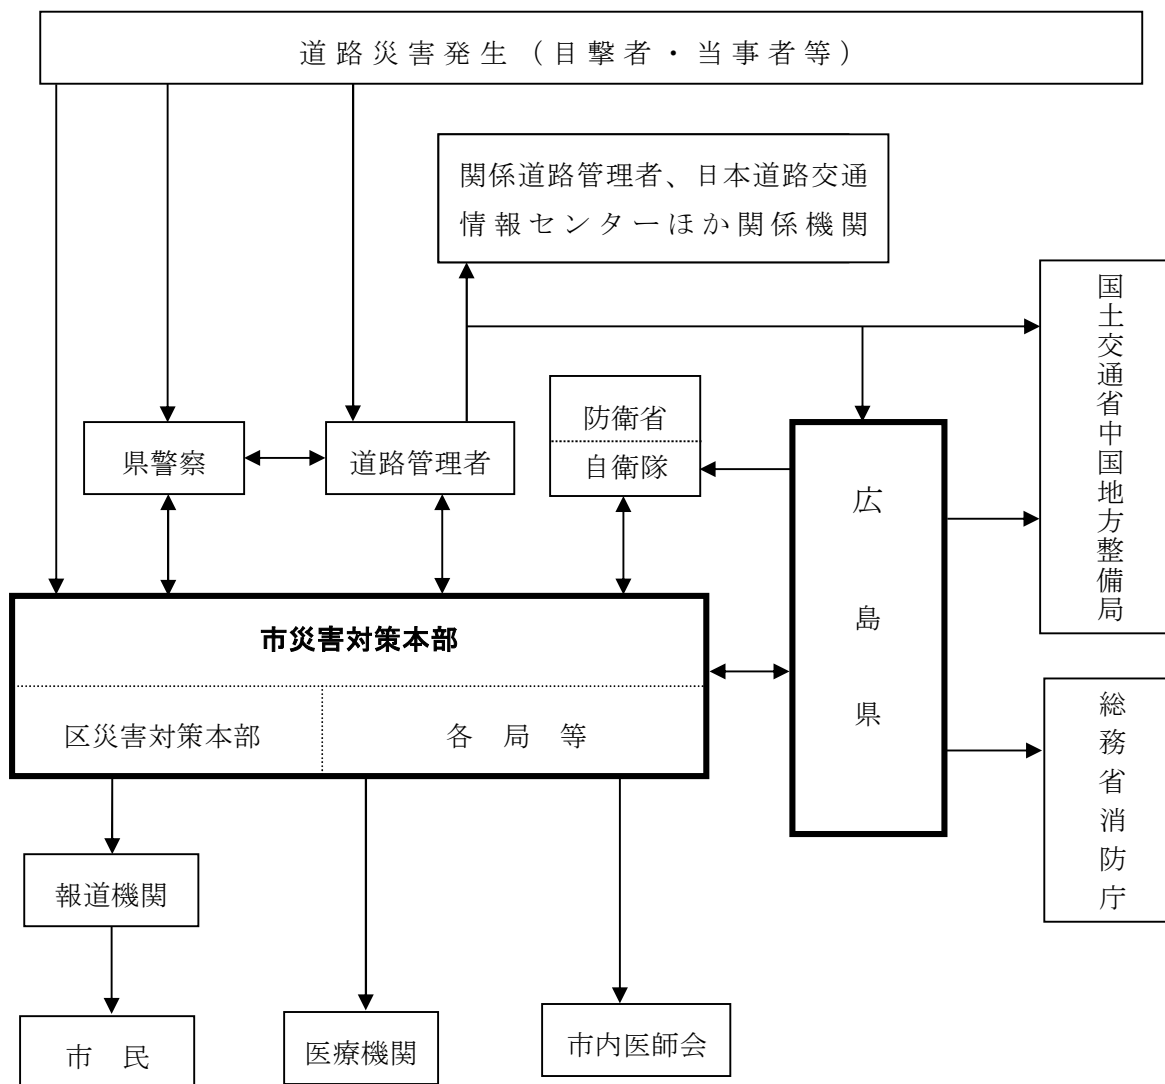 道路災害発生（目撃者・当事者等）
関係道路管理者、日本道路交通
情報センターほか関係機関
国土交通省中国地方整備局
防衛省
自衛隊
県警察
道路管理者
広島県
市災害対策本部
区災害対策本部
各局等
総務省消防庁
報道機関
市民
医療機関
市内医師会